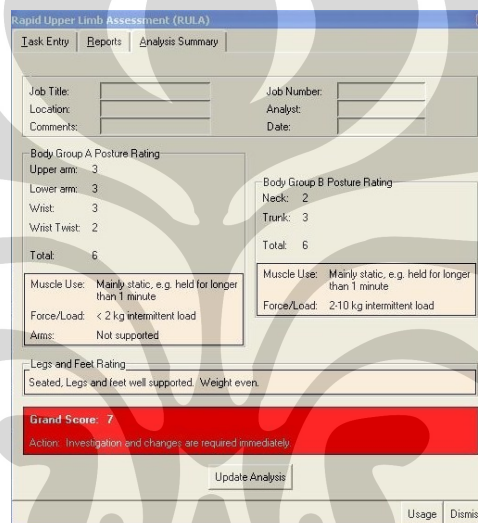 Rapid Upper Limb Assessment (RULA)
Task Entry Reports Analysis Summary
Job Title: Job Number:
Location: Analyst:
Comments: Date:
Body Group A Posture Rating
Upper arm: 3
Lower arm: 3
Wrist: 3
Wrist Twist: 2
Total: 6
Muscle Use: Mainly static, e.g. held for longer
than 1 minute
Force/Load: < 2 kg intermittent load
Arms: Not supported
Body Group B Posture Rating
Neck: 2
Trunk: 3
Total: 6
Muscle Use: Mainly static, e.g. held for longer
than 1 minute
Force/Load: 2-10 kg intermittent load
Legs and Feet Rating
Seated, Legs and feet well supported. Weight even.
Grand Score: 7
Action: Investigation and changes are required immediately.
Update Analysis
Usage Dismis